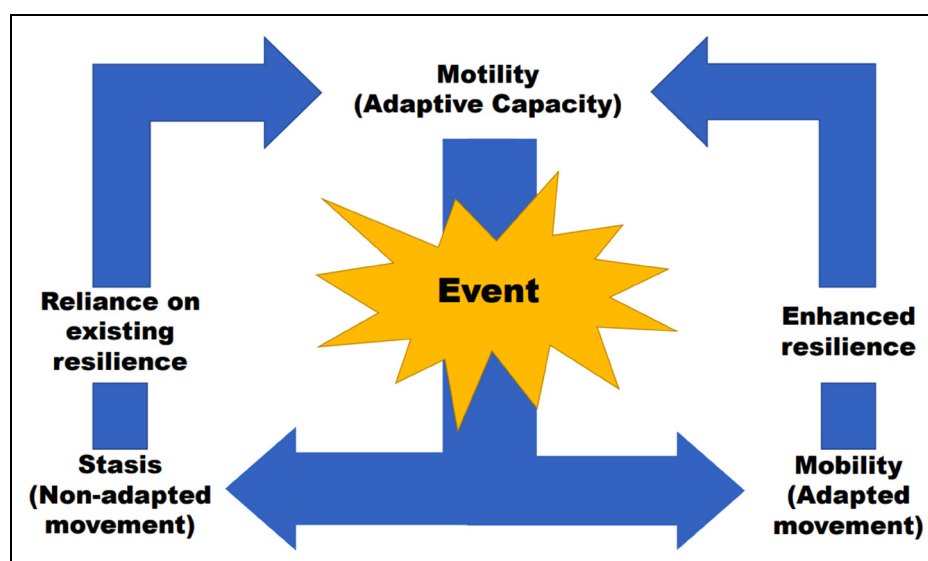 Motility
(Adaptive Capacity)
Event
Reliance on
existing
resilience
Enhanced
resilience
Stasis
(Non-adapted
movement)
Mobility
(Adapted
movement)